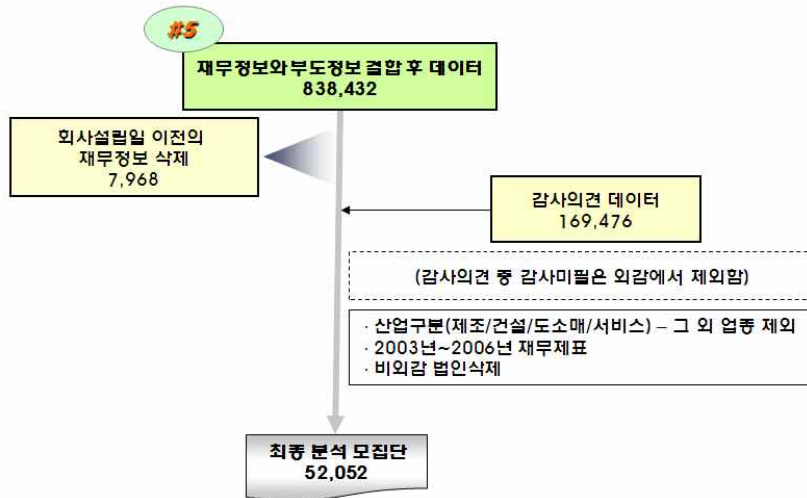 #5
재무정보와 부도정보 결합 후 데이터
838,432
회사설립일 이전의
재무정보 삭제
7,968
감사의견 데이터
169,476
(감사의견 중 감사미필은 외감에서 제외함)
· 산업구분(제조/건설/도소매/서비스) – 그 외 업종 제외
· 2003년~2006년 재무제표
· 비외감 법인삭제
최종 분석 모집단
52,052